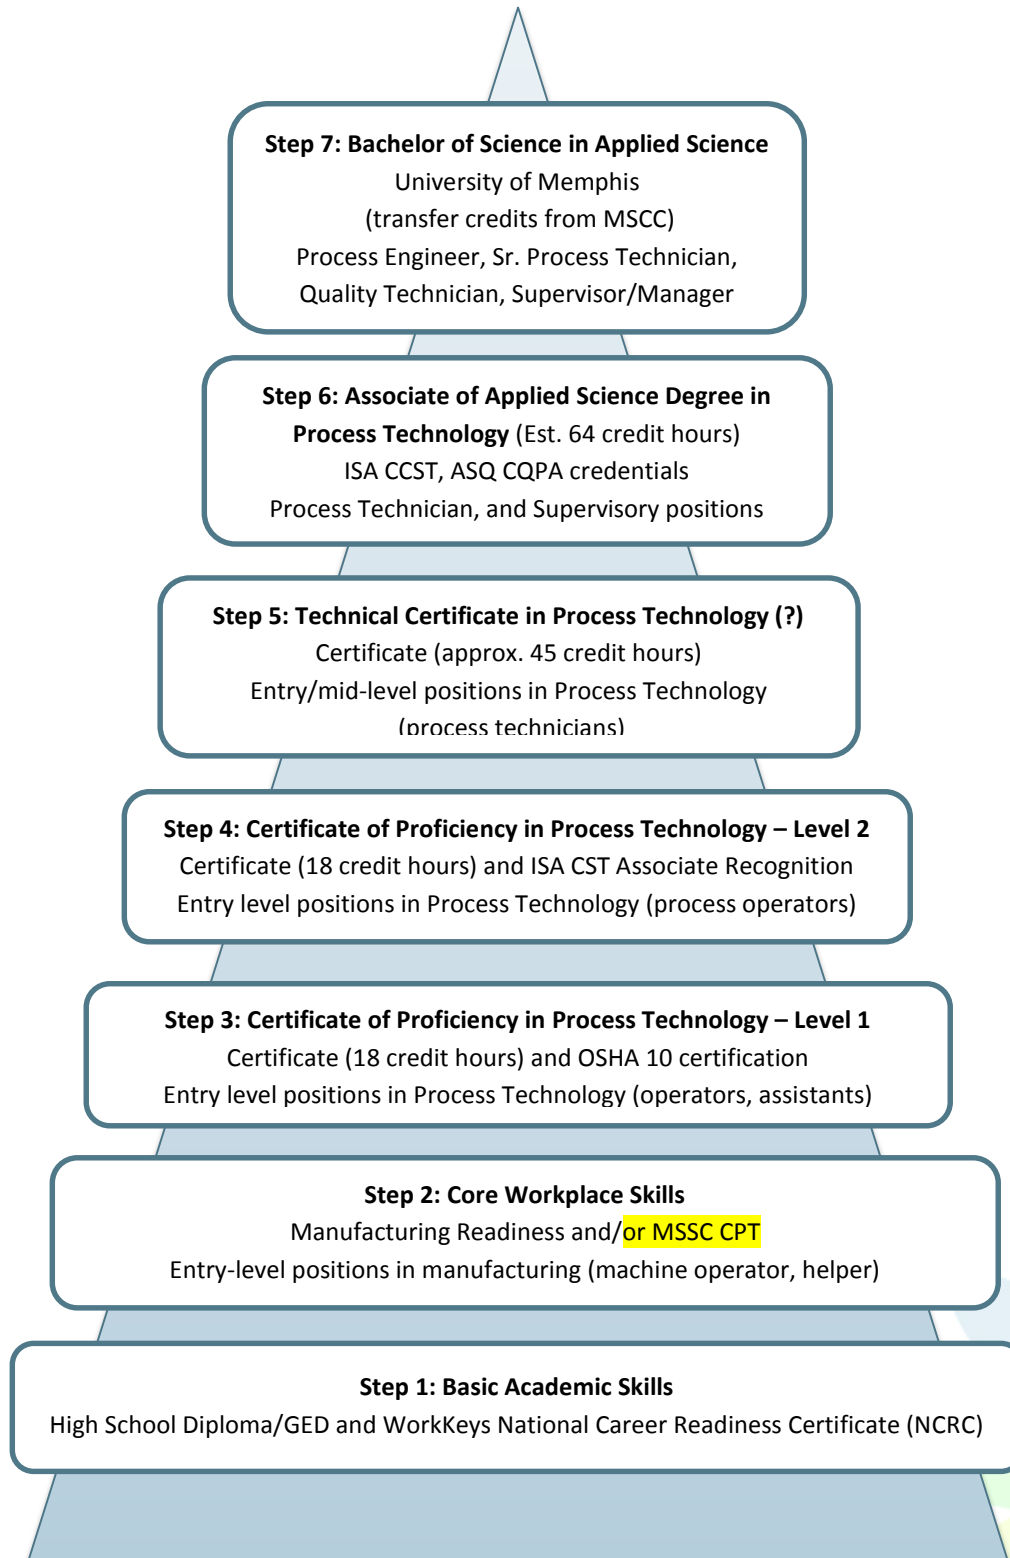 Step 7: Bachelor of Science in Applied Science
University of Memphis
(transfer credits from MSCC)
Process Engineer, Sr. Process Technician,
Quality Technician, Supervisor/Manager
Step 6: Associate of Applied Science Degree in
Process Technology (Est. 64 credit hours)
ISA CCST, ASQ CQPA credentials
Process Technician, and Supervisory positions
Step 5: Technical Certificate in Process Technology (?)
Certificate (approx. 45 credit hours)
Entry/mid-level positions in Process Technology
(process technicians)
Step 4: Certificate of Proficiency in Process Technology – Level 2
Certificate (18 credit hours) and ISA CST Associate Recognition
Entry level positions in Process Technology (process operators)
Step 3: Certificate of Proficiency in Process Technology – Level 1
Certificate (18 credit hours) and OSHA 10 certification
Entry level positions in Process Technology (operators, assistants)
Step 2: Core Workplace Skills
Manufacturing Readiness and/or MSSC CPT
Entry-level positions in manufacturing (machine operator, helper)
Step 1: Basic Academic Skills
High School Diploma/GED and WorkKeys National Career Readiness Certificate (NCRC)